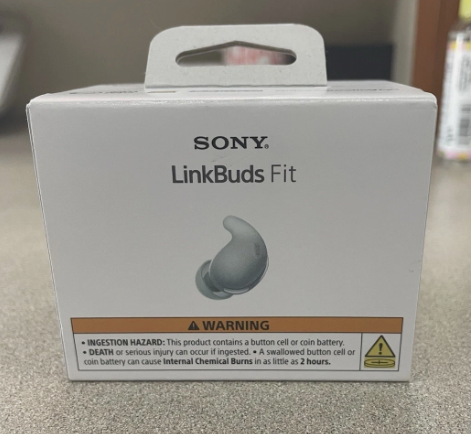 SONY®
LinkBuds Fit
WARNING
• INGESTION HAZARD: This product contains a button cell or coin battery.
• DEATH or serious injury can occur if ingested. • A swallowed button cell or
coin battery can cause Internal Chemical Burns in as little as 2 hours.